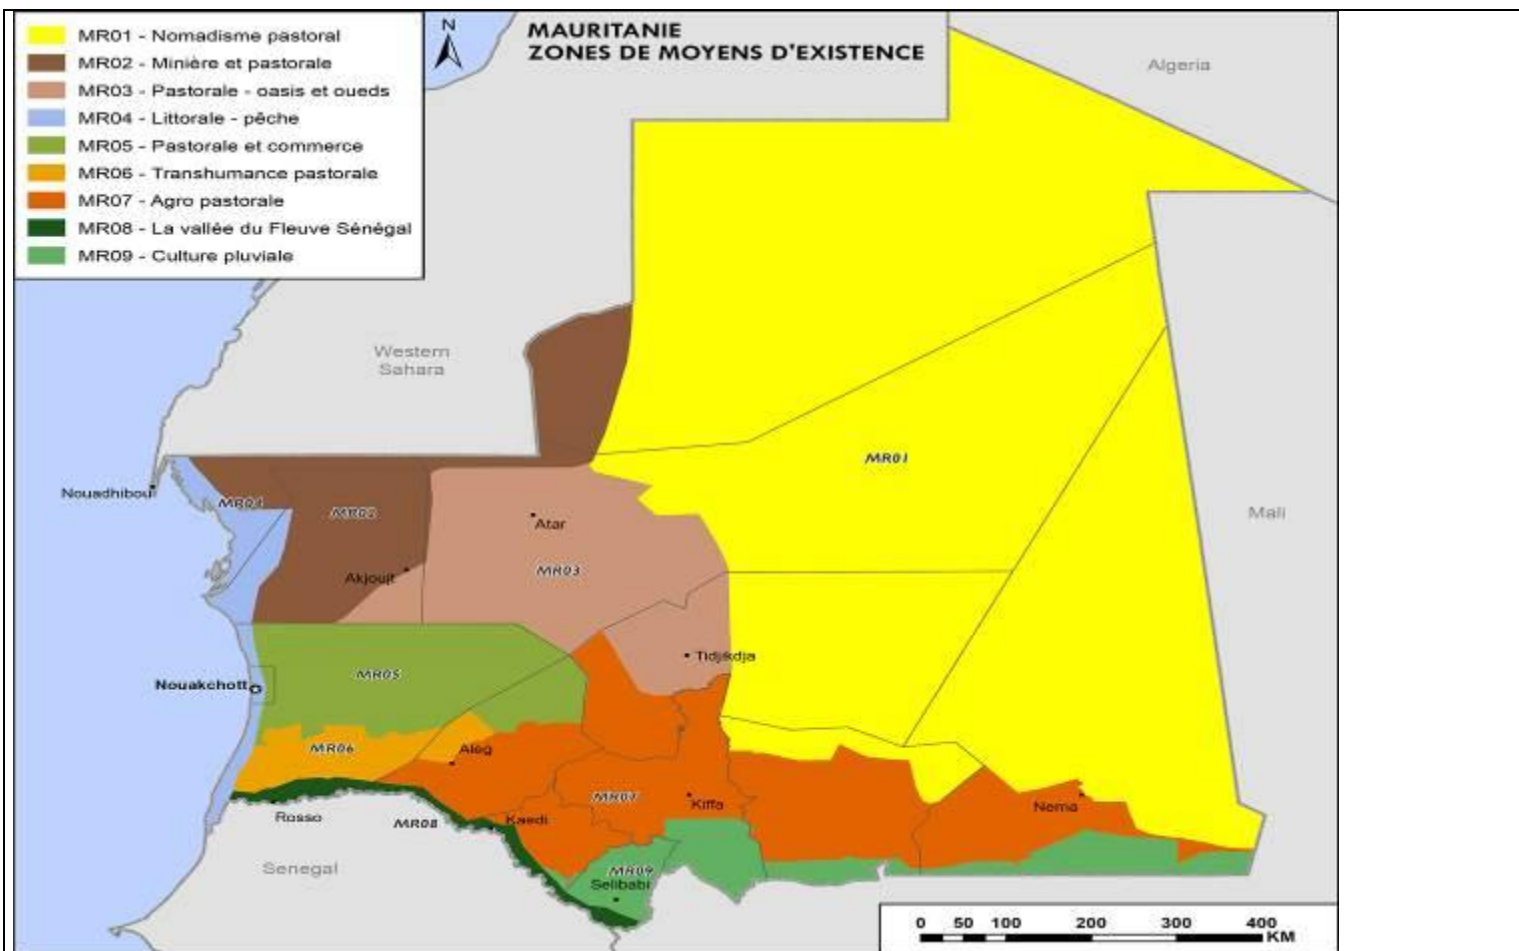 MR01 - Nomadisme pastoral
MR02 - Minière et pastorale
MR03 - Pastorale - oasis et oueds
MR04 - Littorale - pêche
MR05 - Pastorale et commerce
MR06 - Transhumance pastorale
MR07 - Agro pastorale
MR08 - La vallée du Fleuve Sénégal
MR09 - Culture pluviale
N
MAURITANIE
ZONES DE MOYENS D'EXISTENCE
Algeria
Western
Sahara
MR01
Nouadhibou
MR04
MR02
Atar
Mali
Akjoujt
MR03
Tidjikdja
Nouakchott
MR05
MR06
Aleg
MR07
Kiffa
Nema
Rosso
MR08
Kaedi
Senegal
MR09
Selibabi
0 50 100 200 300 400
KM